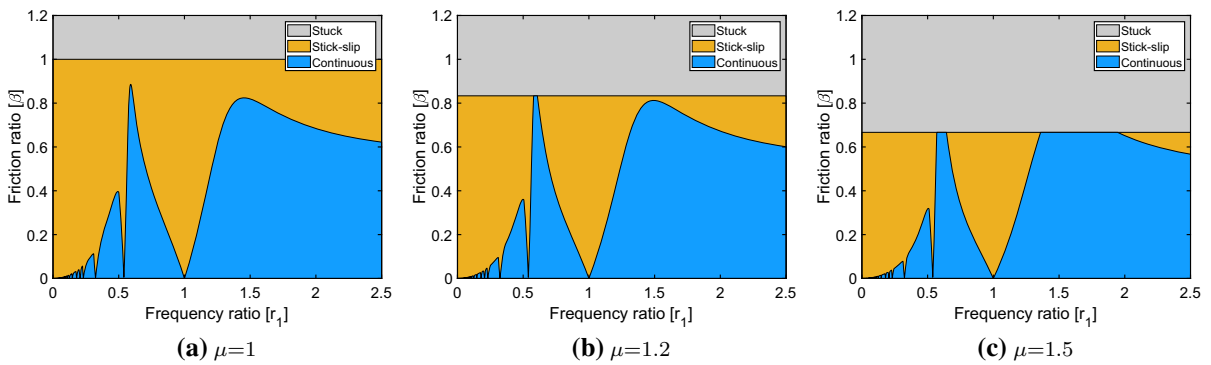 1.2
1
0.8
0.6
0.4
0.2
0
Friction ratio [β]
Stuck
Stick-slip
Continuous
0 0.5 1 1.5 2 2.5
Frequency ratio [r1]
(a) μ=1
1.2
1
0.8
0.6
0.4
0.2
0
Friction ratio [β]
Stuck
Stick-slip
Continuous
0 0.5 1 1.5 2 2.5
Frequency ratio [r1]
(b) μ=1.2
1.2
1
0.8
0.6
0.4
0.2
0
Friction ratio [β]
Stuck
Stick-slip
Continuous
0 0.5 1 1.5 2 2.5
Frequency ratio [r1]
(c) μ=1.5